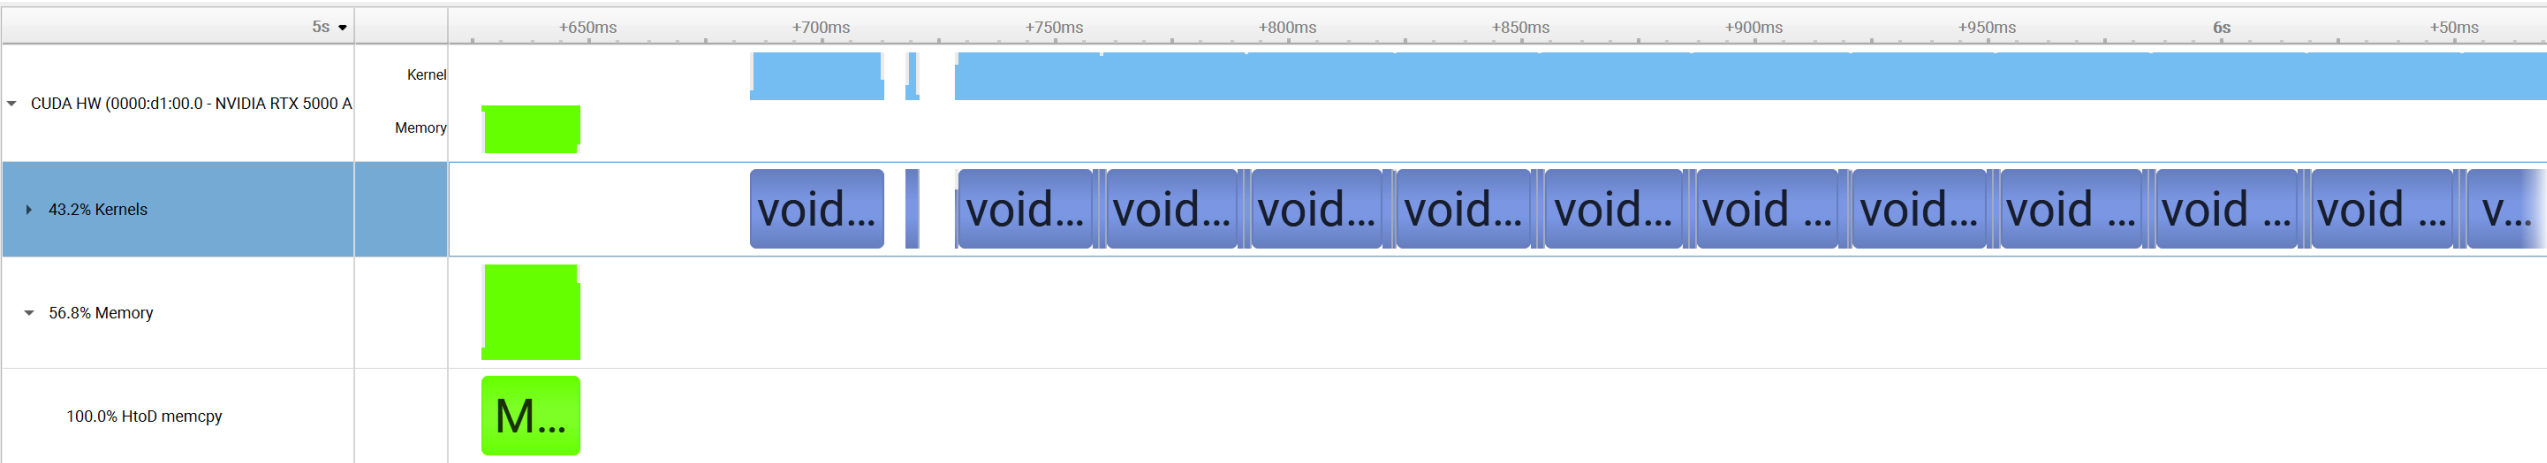 5s +650ms +700ms +750ms +800ms +850ms +900ms +950ms 6s +50ms
Kernel
CUDA HW (0000:d1:00.0 - NVIDIA RTX 5000 A
Memory
43.2% Kernels void... void... void... void... void... void... void ... void... void ... void ... void ... v...
56.8% Memory
100.0% HtoD memcpy M...